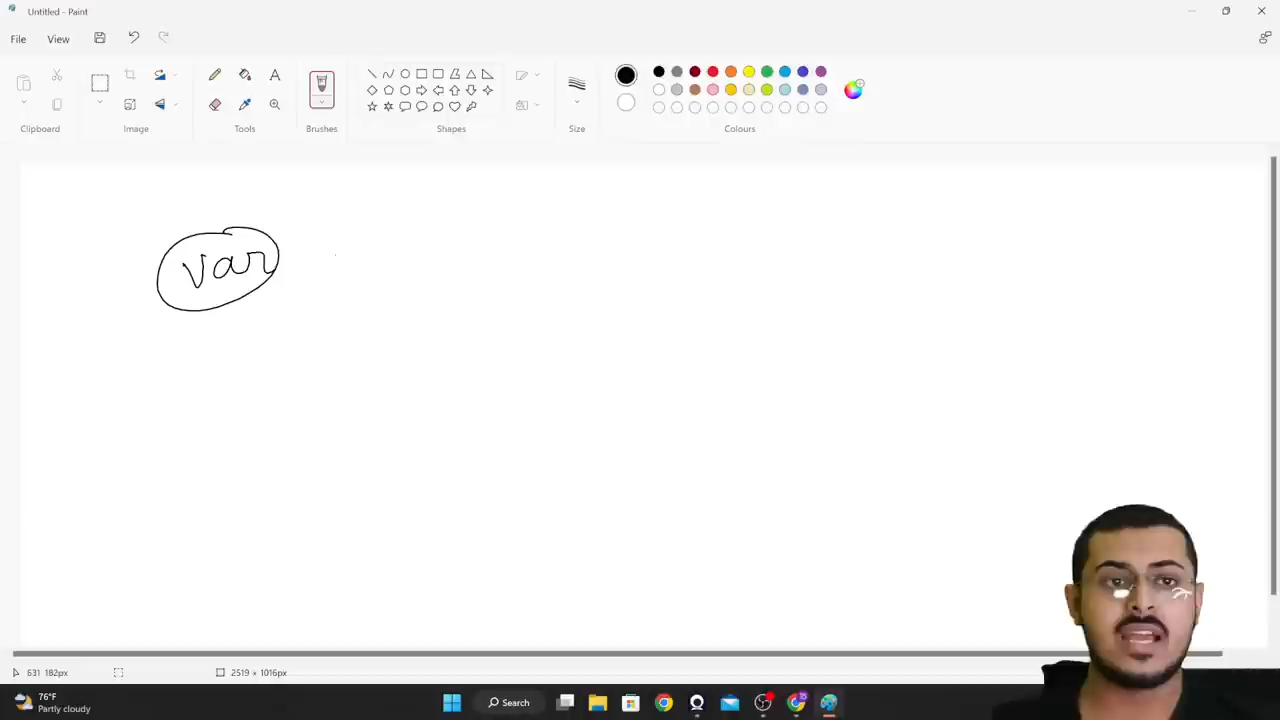 Untitled - Paint
File View
Clipboard Image Tools Brushes Shapes Size Colours
var
631 182px 2519 × 1016px
76°F
Partly cloudy
Search